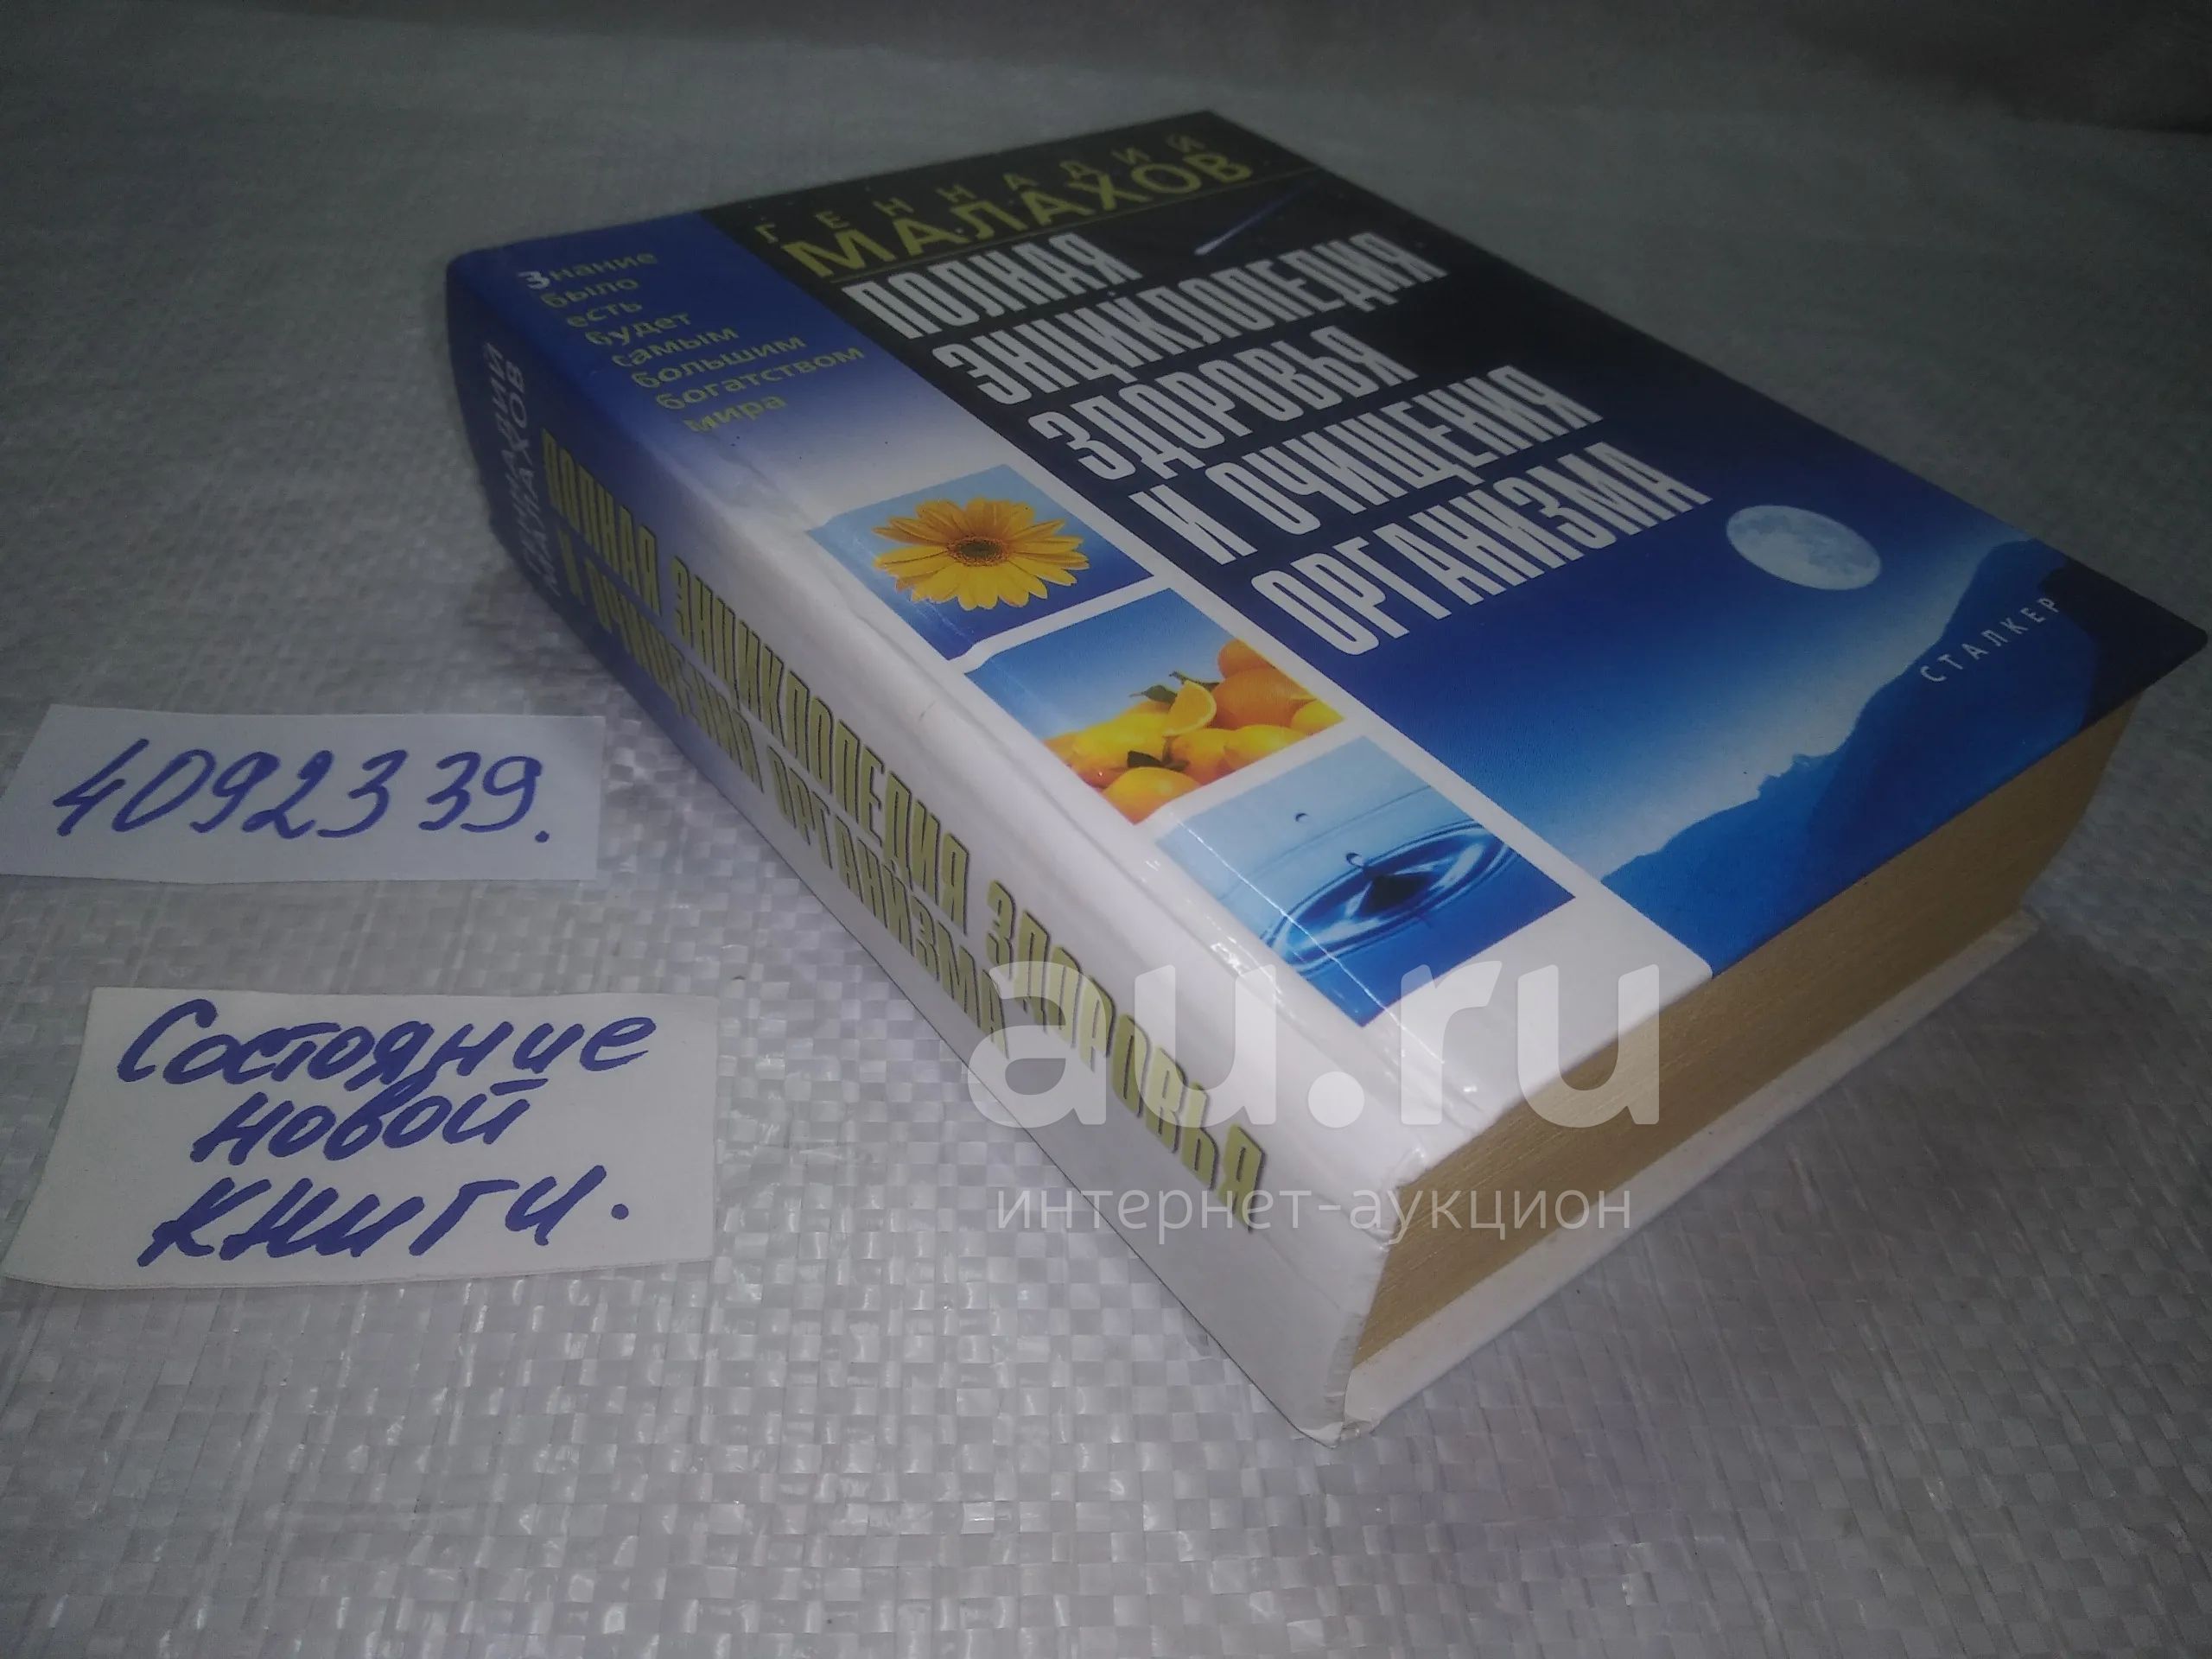 ГЕННАДИЙ
МАЛАХОВ
ПОЛНАЯ
ЭНЦИКЛОПЕДИЯ
ЗДОРОВЬЯ
И ОЧИЩЕНИЯ
ОРГАНИЗМА
СТАЛКЕР
Знание
было
есть
будет
самым
большим
богатством
мира
ГЕННАДИЙ
МАЛАХОВ
ПОЛНАЯ ЭНЦИКЛОПЕДИЯ ЗДОРОВЬЯ
И ОЧИЩЕНИЯ ОРГАНИЗМА
4092339.
Состояние
новой
книги.
au.ru
интернет-аукцион